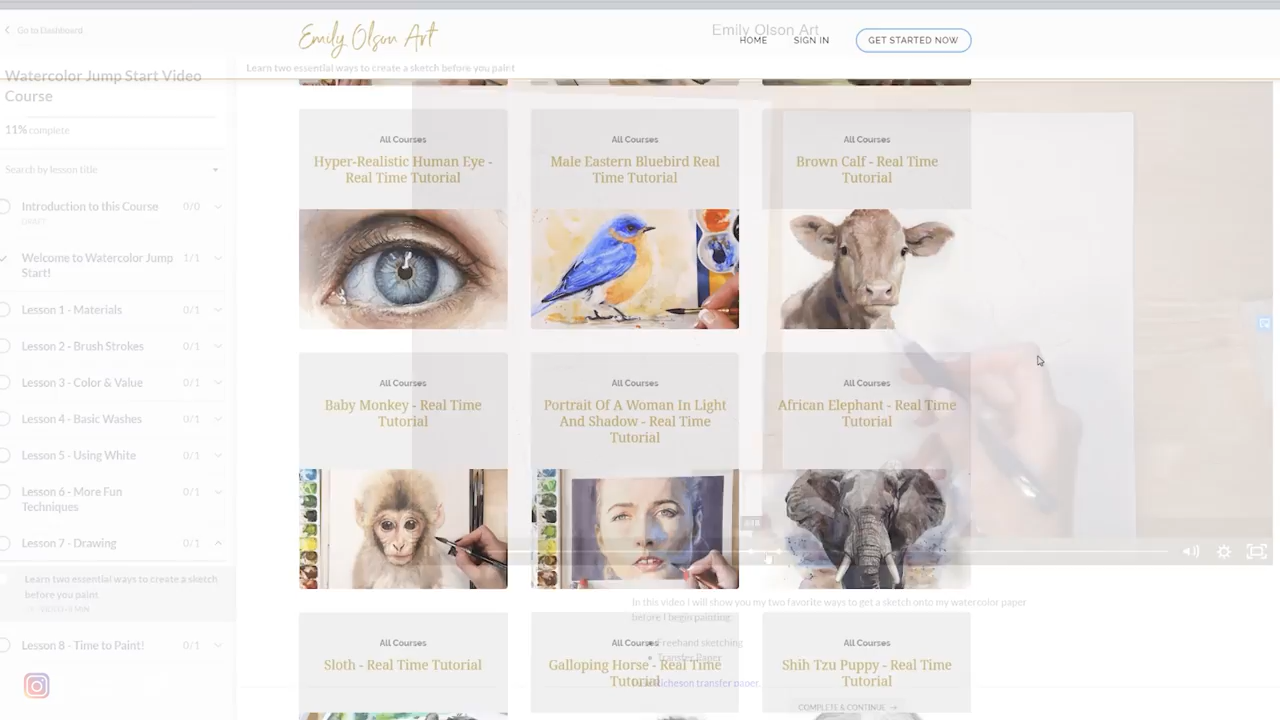 Go to Dashboard
Watercolor Jump Start Video
Course
11% complete
Search by lesson title
Introduction to this Course 0/0
DRAFT
Welcome to Watercolor Jump 1/1
Start!
Lesson 1 - Materials 0/1
Lesson 2 - Brush Strokes 0/1
Lesson 3 - Color & Value 0/1
Lesson 4 - Basic Washes 0/1
Lesson 5 - Using White 0/1
Lesson 6 - More Fun 0/1
Techniques
Lesson 7 - Drawing 0/1
Learn two essential ways to create a sketch
before you paint
Lesson 8 - Time to Paint! 0/1
Emily Olson Art
Emily Olson Art
HOME SIGN IN GET STARTED NOW
Learn two essential ways to create a sketch before you paint
All Courses
Hyper-Realistic Human Eye -
Real Time Tutorial
All Courses
Male Eastern Bluebird Real
Time Tutorial
All Courses
Brown Calf - Real Time
Tutorial
All Courses
Baby Monkey - Real Time
Tutorial
All Courses
Portrait Of A Woman In Light
And Shadow - Real Time
Tutorial
All Courses
African Elephant - Real Time
Tutorial
In this video I will show you my two favorite ways to get a sketch onto my watercolor paper
before I begin painting.
Freehand sketching
Transfer Paper
All Courses
Sloth - Real Time Tutorial
All Courses
Galloping Horse - Real Time
Tutorial
All Courses
Shih Tzu Puppy - Real Time
Tutorial
transfer paper
COMPLETE & CONTINUE →